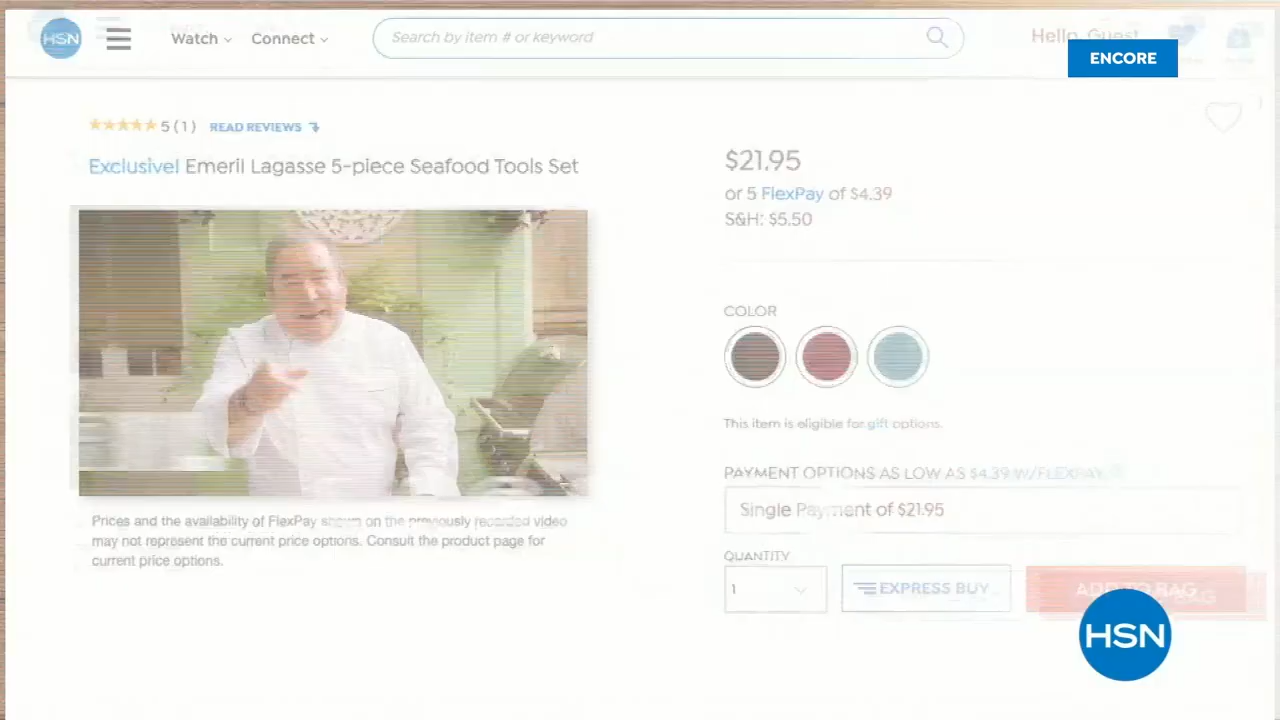 HSN
Watch
Connect
Search by item # or keyword
Hello, Guest
ENCORE
5 (1) READ REVIEWS
Exclusive! Emeril Lagasse 5-piece Seafood Tools Set
$21.95
or 5 FlexPay of $4.39
S&H: $5.50
COLOR
This item is eligible for gift options.
PAYMENT OPTIONS AS LOW AS $4.39 W/FLEXPAY
Single Payment of $21.95
Prices and the availability of FlexPay shown on the previously recorded video
may not represent the current price options. Consult the product page for
current price options.
QUANTITY
1
EXPRESS BUY
ADD TO BAG
HSN